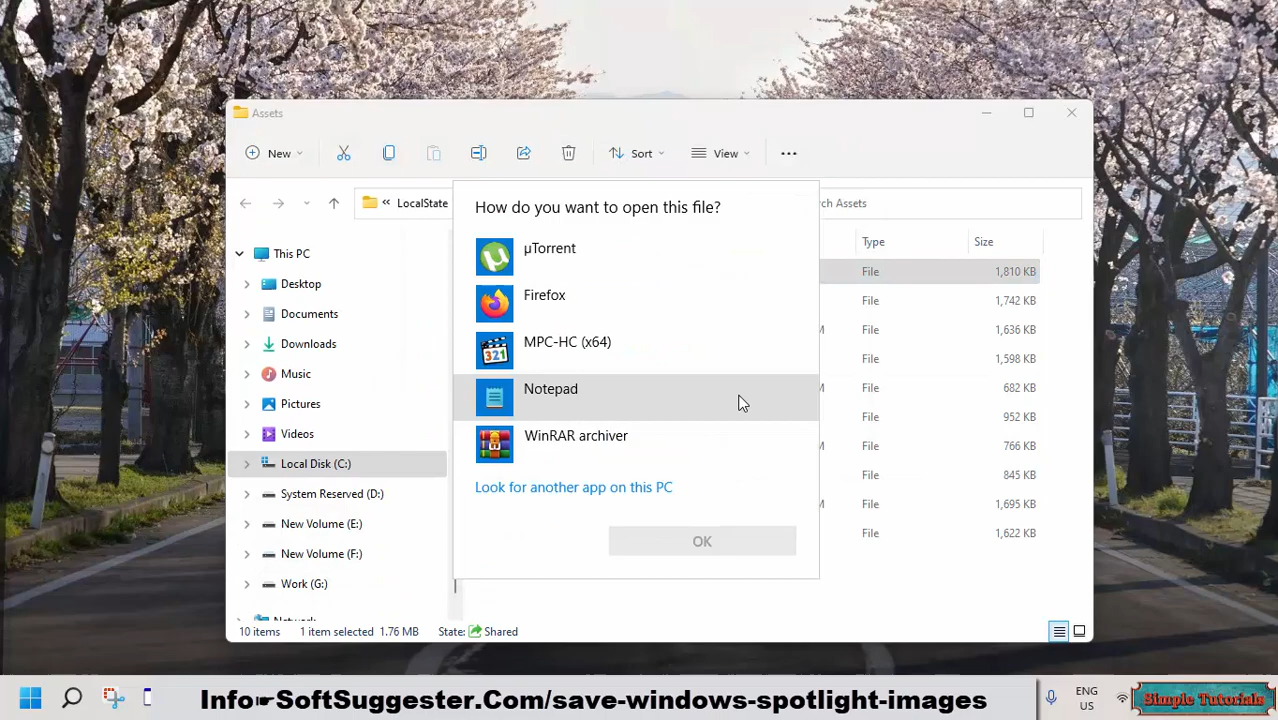 Assets
New
Sort
View
LocalState
ch Assets
This PC
Desktop
Documents
Downloads
Music
Pictures
Videos
Local Disk (C:)
System Reserved (D:)
New Volume (E:)
New Volume (F:)
Work (G:)
How do you want to open this file?
µTorrent
Firefox
MPC-HC (x64)
321
Notepad
WinRAR archiver
Look for another app on this PC
OK
Type Size
File 1,810 KB
File 1,742 KB
M File 1,636 KB
M File 1,598 KB
M File 682 KB
M File 952 KB
M File 766 KB
M File 845 KB
M File 1,695 KB
M File 1,622 KB
10 items 1 item selected 1.76 MB State: Shared
Info☛SoftSuggester.Com/save-windows-spotlight-images
ENG
US
Simple Tutorials